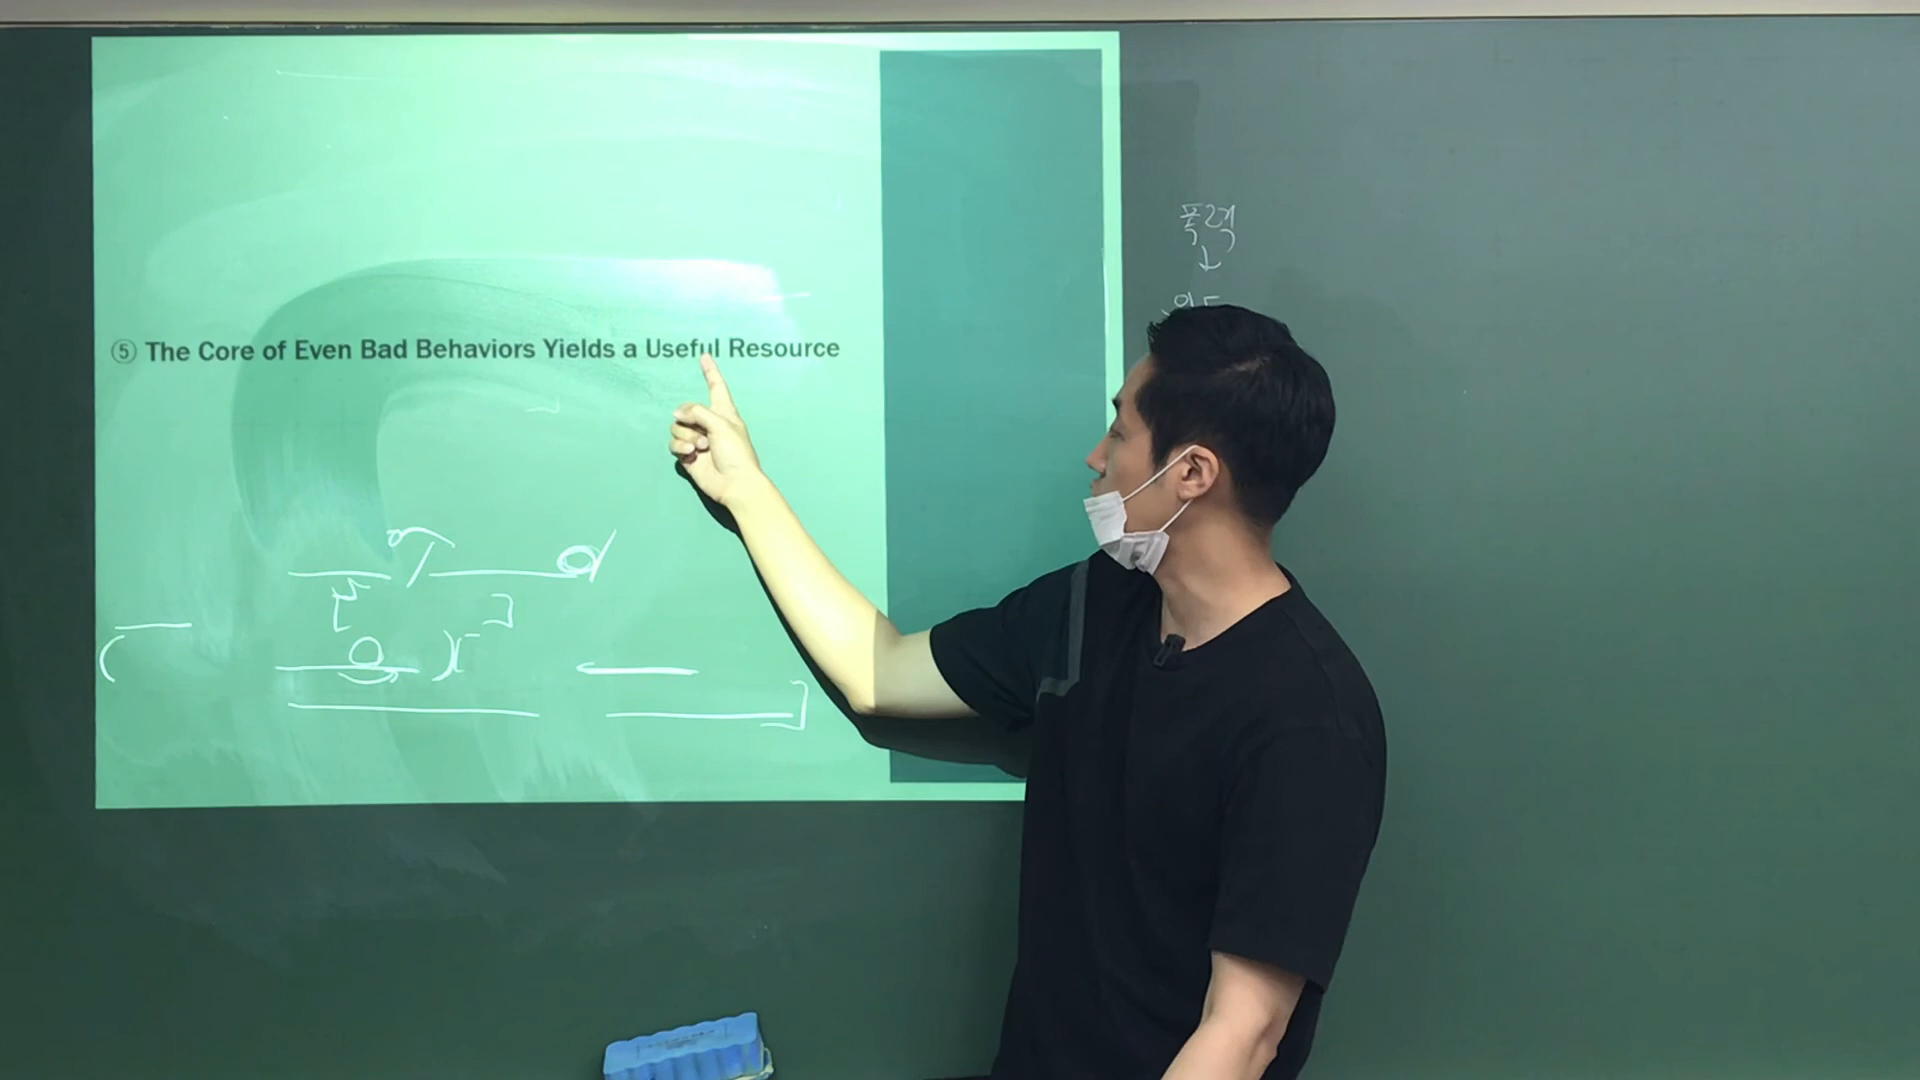 ⑤ The Core of Even Bad Behaviors Yields a Useful Resource
폭력
↓